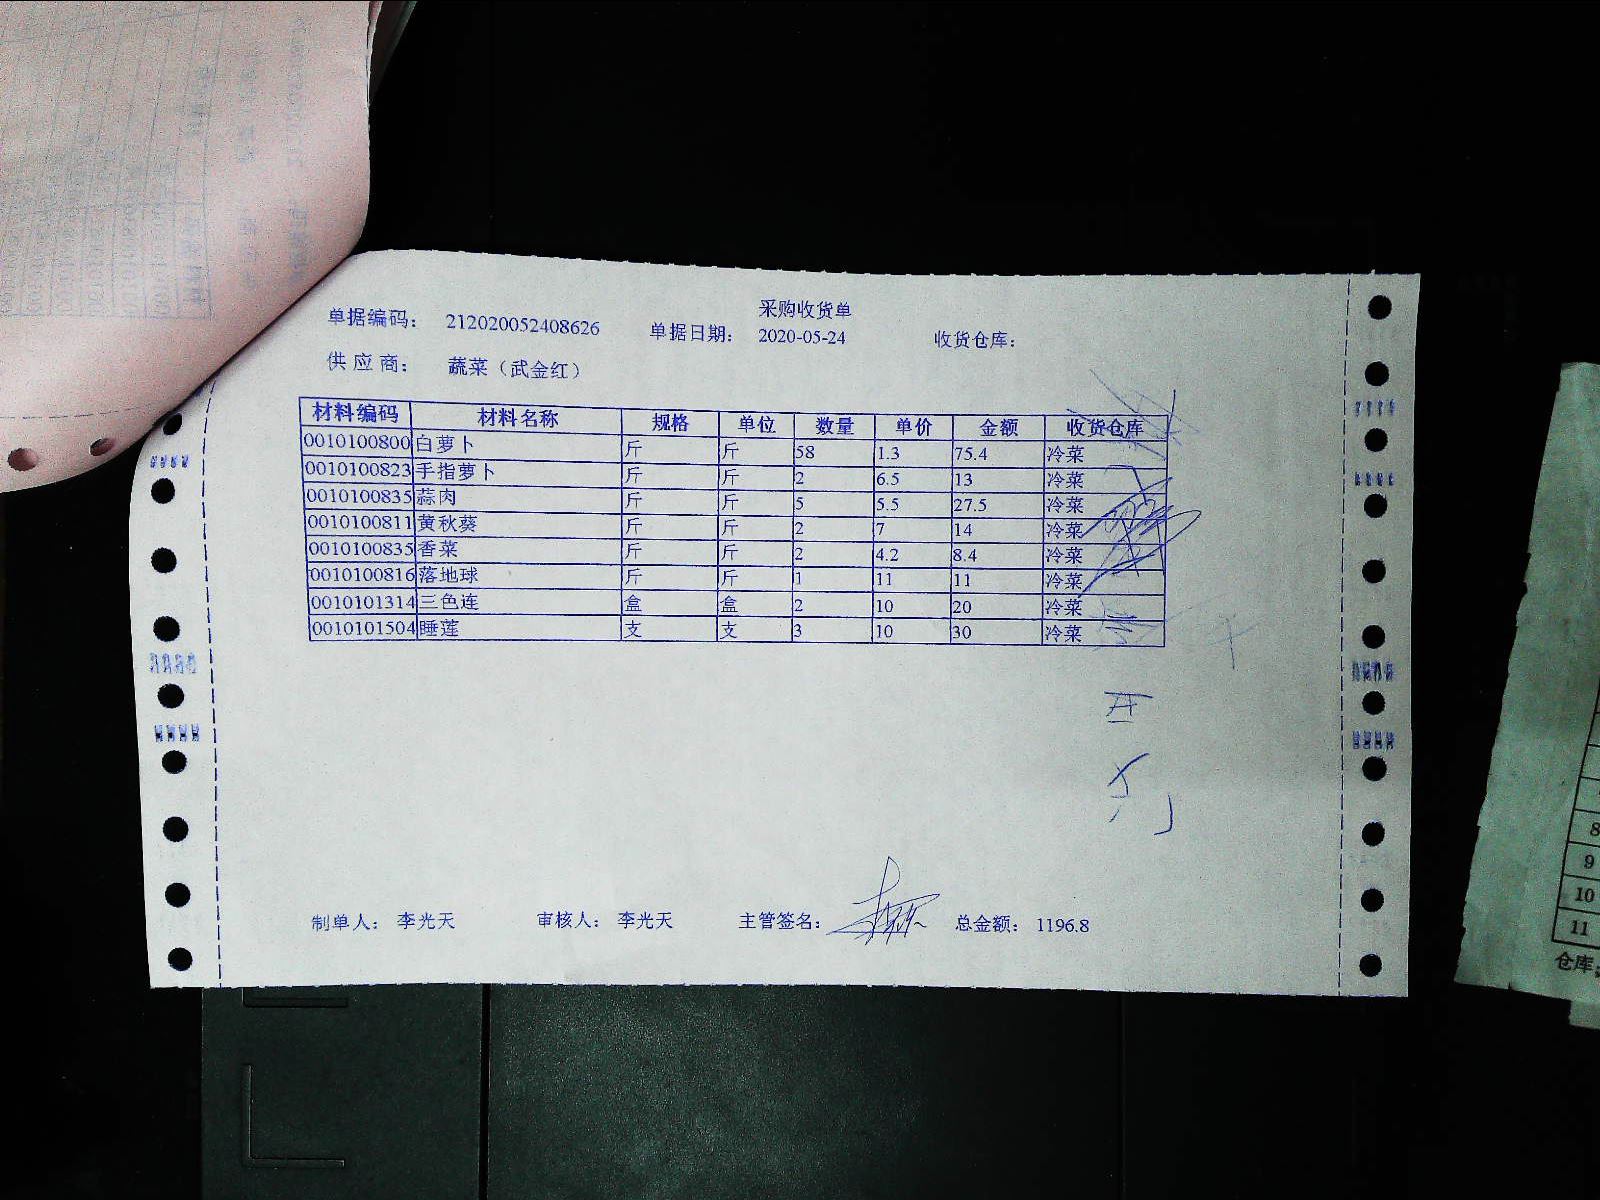 采购收货单
单据编码： 212020052408626 单据日期： 2020-05-24 收货仓库：
供应商： 蔬菜（武金红）
材料编码 材料名称 规格 单位 数量 单价 金额 收货仓库
0010100800 白萝卜 斤 斤 58 1.3 75.4 冷菜
0010100823 手指萝卜 斤 斤 2 6.5 13 冷菜
0010100835 蒜肉 斤 斤 5 5.5 27.5 冷菜
0010100811 黄秋葵 斤 斤 2 7 14 冷菜
0010100835 香菜 斤 斤 2 4.2 8.4 冷菜
0010100816 落地球 斤 斤 1 11 11 冷菜
0010101314 三色连 盒 盒 2 10 20 冷菜
0010101504 睡莲 支 支 3 10 30 冷菜
制单人： 李光天 审核人： 李光天 主管签名： 总金额： 1196.8
8
9
10
11
仓库